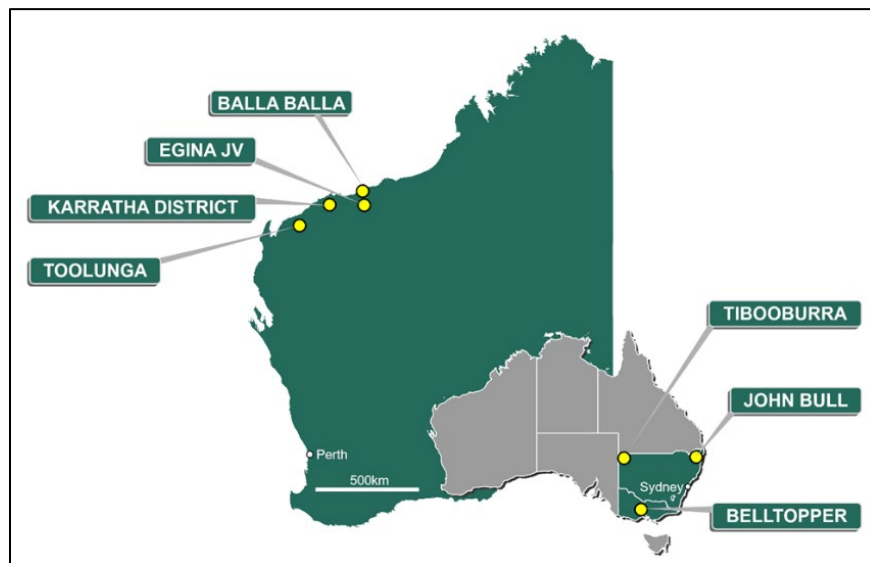 BALLA BALLA
EGINA JV
KARRATHA DISTRICT
TOOLUNGA
TIBOOBURRA
JOHN BULL
Perth
500km
Sydney
BELLTOPPER